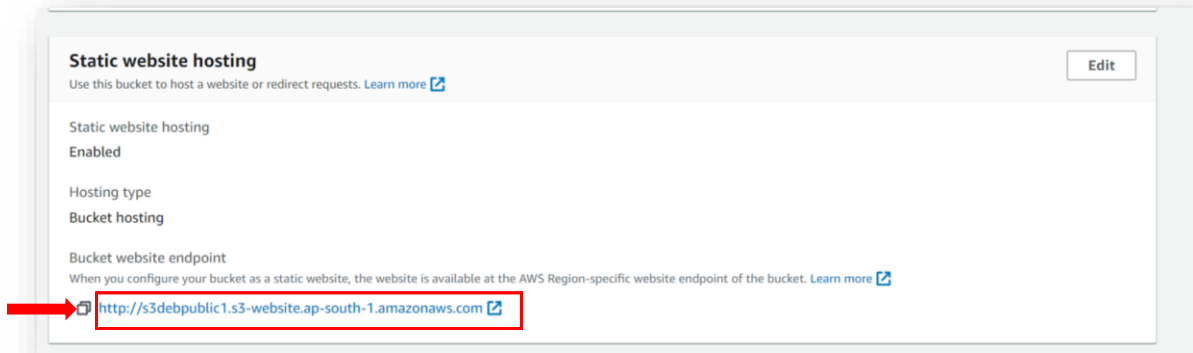 Static website hosting
Edit
Use this bucket to host a website or redirect requests. Learn more
Static website hosting
Enabled
Hosting type
Bucket hosting
Bucket website endpoint
When you configure your bucket as a static website, the website is available at the AWS Region-specific website endpoint of the bucket. Learn more
http://s3debpublic1.s3-website.ap-south-1.amazonaws.com